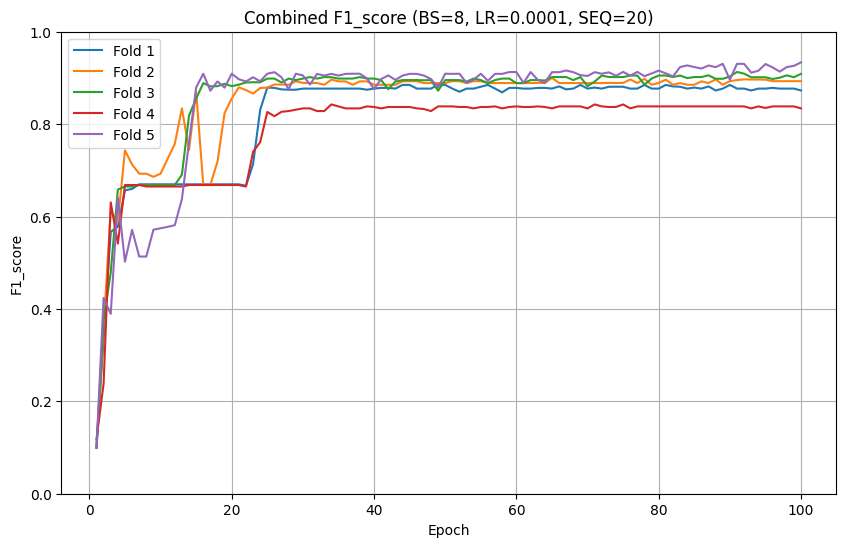 Combined F1_score (BS=8, LR=0.0001, SEQ=20)
Fold 1
Fold 2
Fold 3
Fold 4
Fold 5
F1_score
1.0
0.8
0.6
0.4
0.2
0.0
0 20 40 60 80 100
Epoch